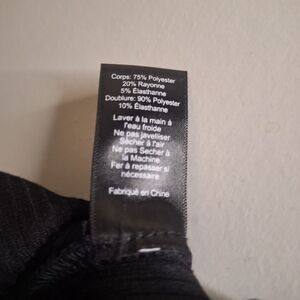 Corps: 75% Polyester
20% Rayonne
5% Élasthanne
Doublure: 90% Polyester
10% Élasthanne
Laver à la main à
l'eau froide
Ne pas javelliser
Sécher à l'air
Ne pas Secher à
la Machine
Fer à repasser si
nécessaire
Fabriqué en Chine